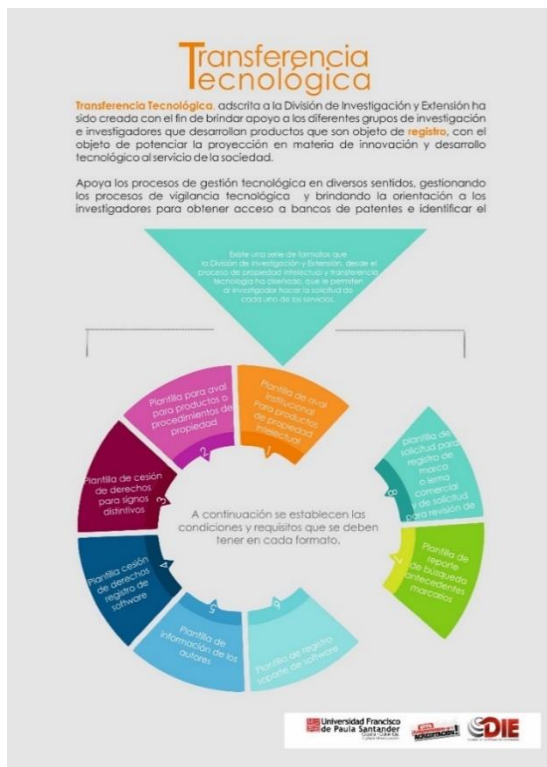 Transferencia
Tecnológica
Transferencia Tecnológica, adscrita a la División de Investigación y Extensión ha
sido creada con el fin de brindar apoyo a los diferentes grupos de investigación
e investigadores que desarrollan productos que son objeto de registro, con el
objeto de potenciar la proyección en materia de innovación y desarrollo
tecnológico al servicio de la sociedad.
Apoya los procesos de gestión tecnológica en diversos sentidos, gestionando
los procesos de vigilancia tecnológica y brindando la orientación a los
investigadores para obtener acceso a bancos de patentes e identificar el
Existe una serie de formatos que
la División de Investigación y Extensión, desde el
proceso de propiedad intelectual y transferencia
tecnología ha diseñado, que le permiten
al investigador hacer la solicitud de
cada uno de los servicios.
Plantilla de aval
institucional
Para productos
de propiedad
intelectual
1
Plantilla para aval
para productos o
procedimientos de
propiedad
2
Plantilla de cesión
de derechos
para signos
distintivos
3
Plantilla cesión
de derechos
registro de
software
4
Plantilla de
información de los
autores
5
Plantilla de registro
soporte de software
6
Plantilla de
reporte
de búsqueda
antecedentes
marcarios
7
plantilla de
solicitud para
registro de
marca
o lema
comercial
y de solicitud
para revisión de
8
A continuación se establecen las
condiciones y requisitos que se deben
tener en cada formato.
Universidad Francisco
de Paula Santander
ACREDITACIÓN!
DIE